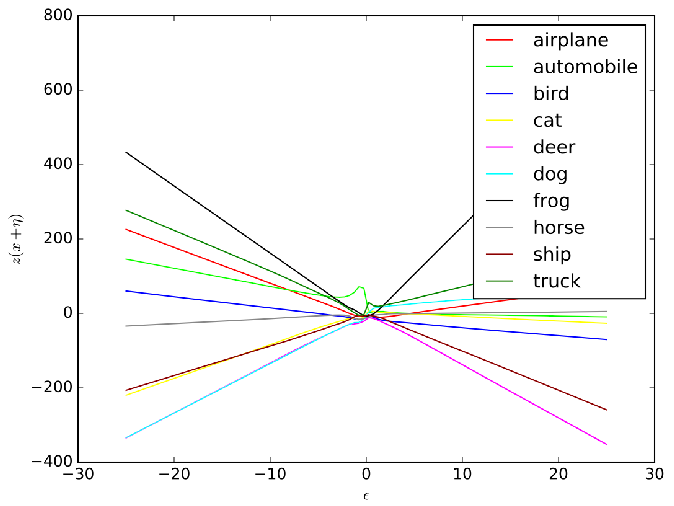 800
600
400
200
0
−200
−400
z(x + η)
−30
−20
−10
0
10
20
30
ϵ
airplane
automobile
bird
cat
deer
dog
frog
horse
ship
truck